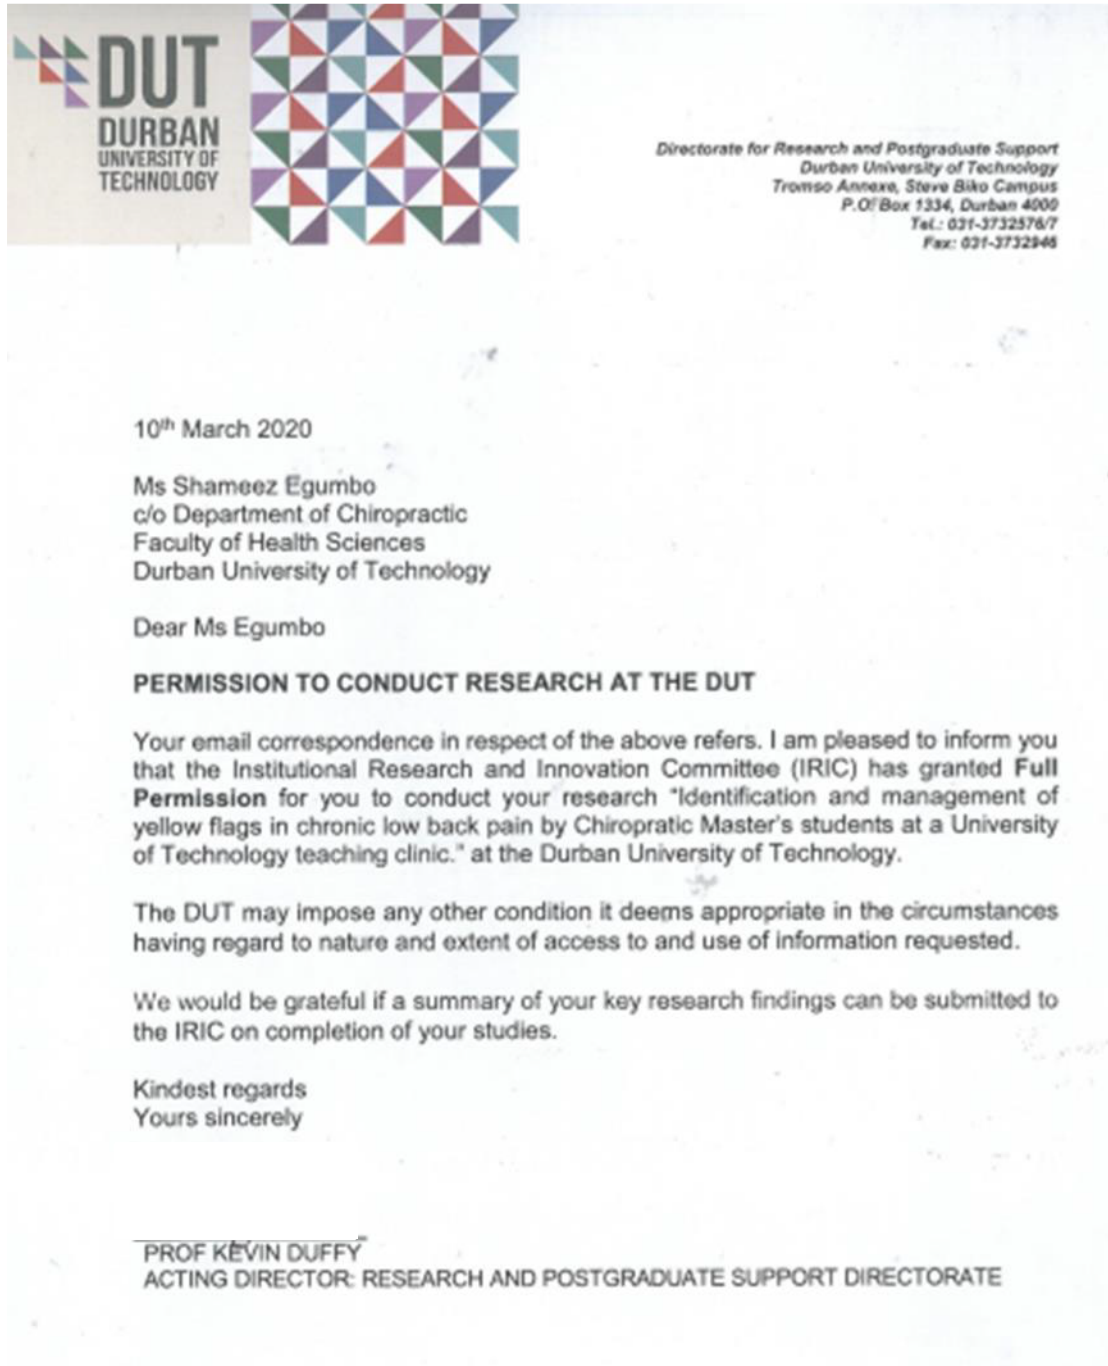 DUT
DURBAN
UNIVERSITY OF
TECHNOLOGY
Directorate for Research and Postgraduate Support
Durban University of Technology
Tromso Annexe, Steve Biko Campus
P.O. Box 1334, Durban 4000
Tel.: 031-3732576/7
Fax: 031-3732946
10th March 2020
Ms Shameez Egumbo
c/o Department of Chiropractic
Faculty of Health Sciences
Durban University of Technology
Dear Ms Egumbo
PERMISSION TO CONDUCT RESEARCH AT THE DUT
Your email correspondence in respect of the above refers. I am pleased to inform you
that the Institutional Research and Innovation Committee (IRIC) has granted Full
Permission for you to conduct your research "Identification and management of
yellow flags in chronic low back pain by Chiropratic Master's students at a University
of Technology teaching clinic." at the Durban University of Technology.
The DUT may impose any other condition it deems appropriate in the circumstances
having regard to nature and extent of access to and use of information requested.
We would be grateful if a summary of your key research findings can be submitted to
the IRIC on completion of your studies.
Kindest regards
Yours sincerely
PROF KEVIN DUFFY
ACTING DIRECTOR: RESEARCH AND POSTGRADUATE SUPPORT DIRECTORATE